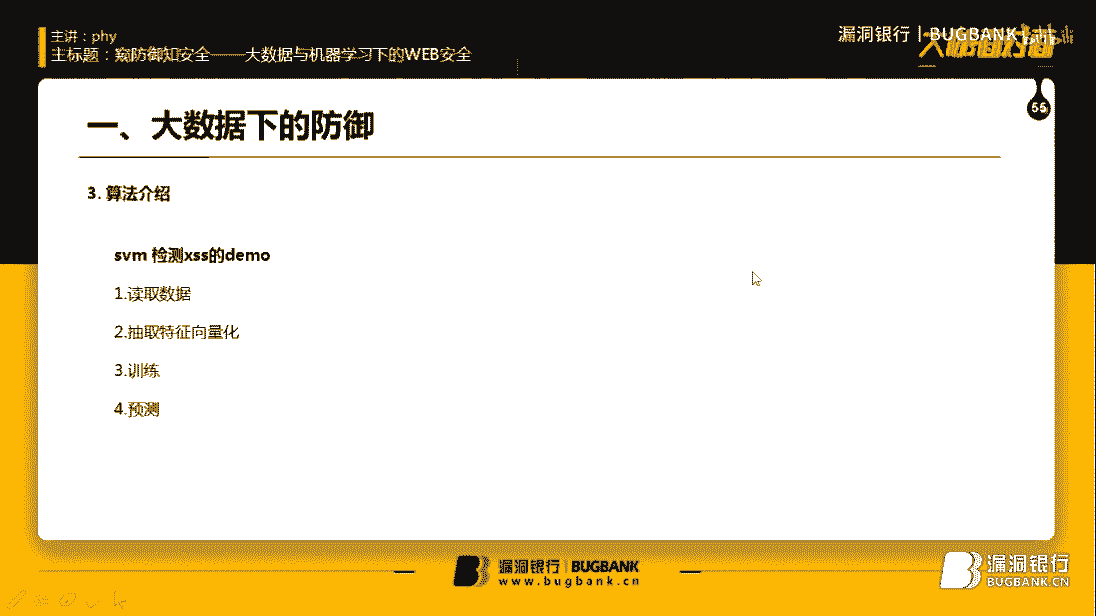 主讲：phy
主标题：窥防御知安全——大数据与机器学习下的WEB安全
漏洞银行 | BUGBANK
55
一、大数据下的防御
3. 算法介绍
svm 检测xss的demo
1.读取数据
2.抽取特征向量化
3.训练
4.预测
漏洞银行 | BUGBANK
www.bugbank.cn
漏洞银行
BUGBANK.CN